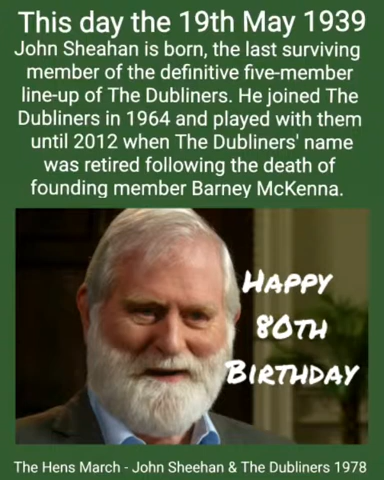 This day the 19th May 1939
John Sheahan is born, the last surviving
member of the definitive five-member
line-up of The Dubliners. He joined The
Dubliners in 1964 and played with them
until 2012 when The Dubliners' name
was retired following the death of
founding member Barney McKenna.
Happy
80th
Birthday
The Hens March - John Sheehan & The Dubliners 1978